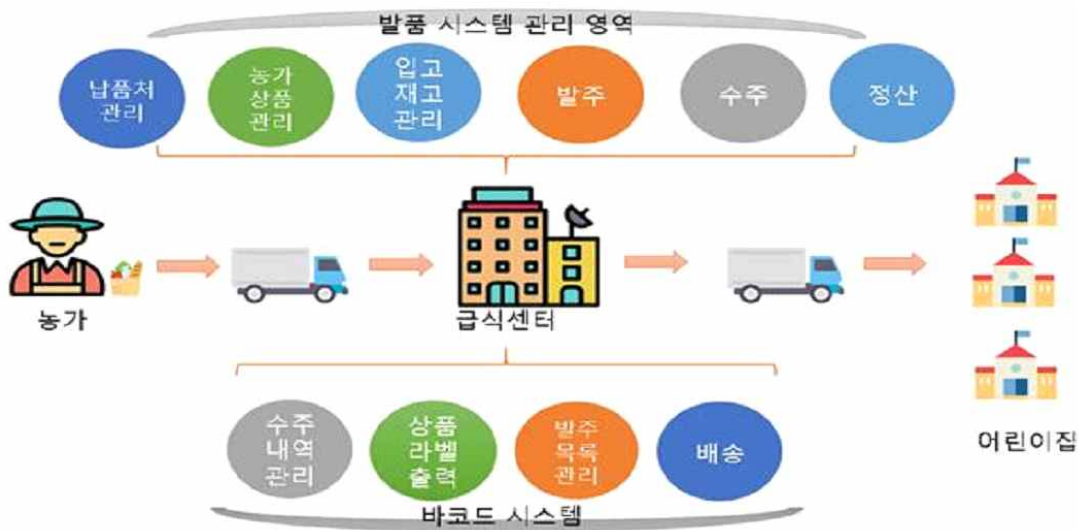 발품 시스템 관리 영역
납품처
관리
농가
상품
관리
입고
재고
관리
발주
수주
정산
농가
급식센터
어린이집
수주
내역
관리
상품
라벨
출력
발주
목록
관리
배송
바코드 시스템